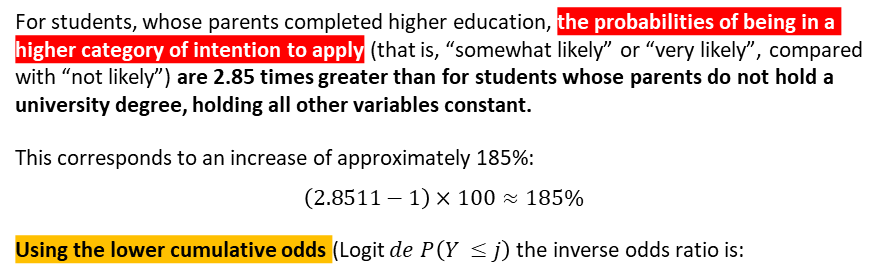 For students, whose parents completed higher education, the probabilities of being in a
higher category of intention to apply (that is, “somewhat likely” or “very likely”, compared
with “not likely”) are 2.85 times greater than for students whose parents do not hold a
university degree, holding all other variables constant.
This corresponds to an increase of approximately 185%:
(2.8511 − 1) × 100 ≈ 185%
Using the lower cumulative odds (Logit de P(Y ≤ j) the inverse odds ratio is: